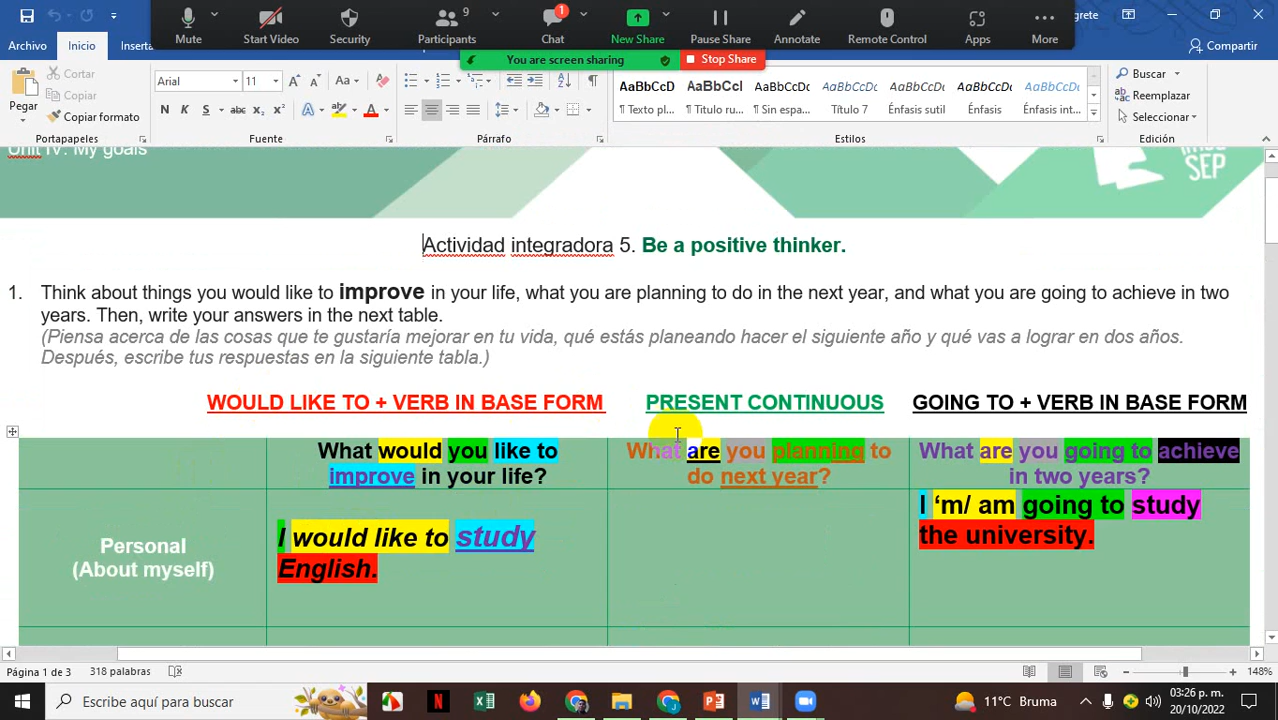 grete
9
1
Mute
Start Video
Security
Participants
Chat
New Share
Pause Share
Annotate
Remote Control
Apps
More
Archivo
Inicio
Inserta
You are screen sharing
Stop Share
Compartir
Pegar
Cortar
Copiar
Copiar formato
Portapapeles
Arial
11
Aa
N K S abc x₂ x²
Fuente
Párrafo
AaBbCcD
AaBbCcI
AaBbCcDc
AaBbCcDc
AaBbCcDc
AaBbCcDc
AaBbCcDc
¶ Texto pl...
¶ Título ru...
¶ Sin espa...
Título 7
Énfasis sutil
Énfasis
Énfasis int...
Estilos
Buscar
Reemplazar
Seleccionar
Edición
Unit IV. My goals
SEP
Actividad integradora 5. Be a positive thinker.
1. Think about things you would like to improve in your life, what you are planning to do in the next year, and what you are going to achieve in two
years. Then, write your answers in the next table.
(Piensa acerca de las cosas que te gustaría mejorar en tu vida, qué estás planeando hacer el siguiente año y qué vas a lograr en dos años.
Después, escribe tus respuestas en la siguiente tabla.)
WOULD LIKE TO + VERB IN BASE FORM
PRESENT CONTINUOUS
GOING TO + VERB IN BASE FORM
What would you like to
improve in your life?
What are you planning to
do next year?
What are you going to achieve
in two years?
Personal
(About myself)
I would like to study
English.
I 'm/ am going to study
the university.
Página 1 de 3
318 palabras
148%
Escribe aquí para buscar
11°C Bruma
03:26 p. m.
20/10/2022